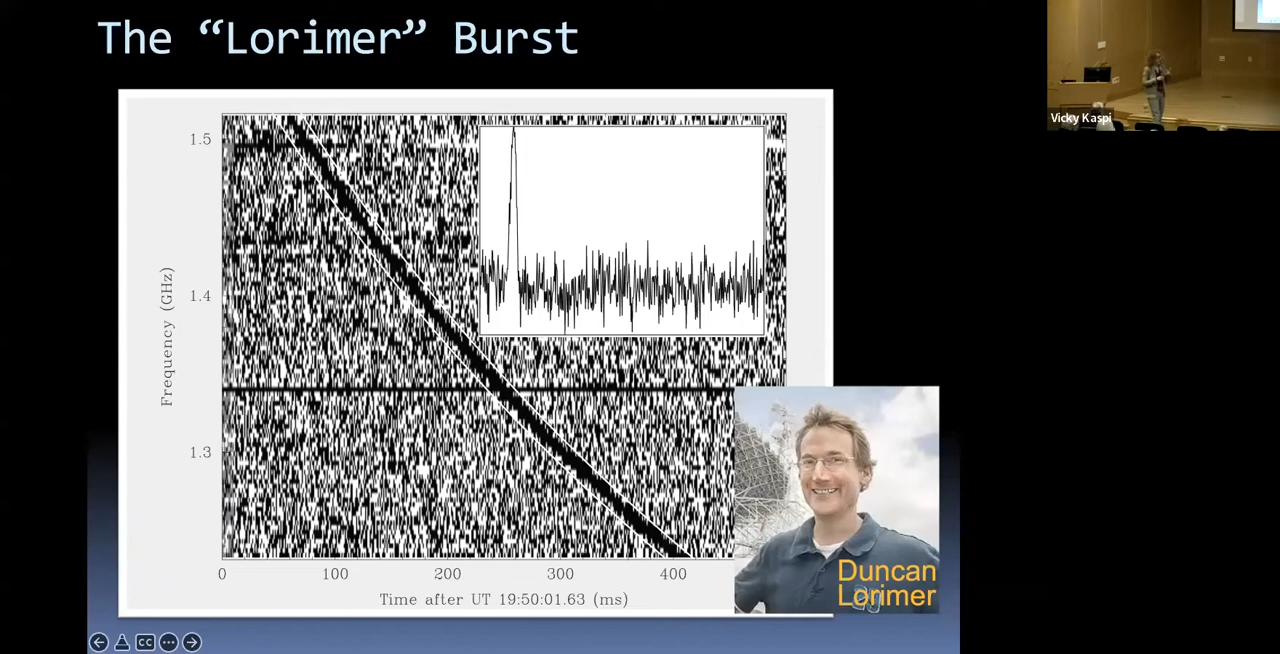 The “Lorimer” Burst
Vicky Kaspi
1.5
1.4
1.3
Frequency (GHz)
0 100 200 300 400
Time after UT 19:50:01.63 (ms)
Duncan
Lorimer
CC